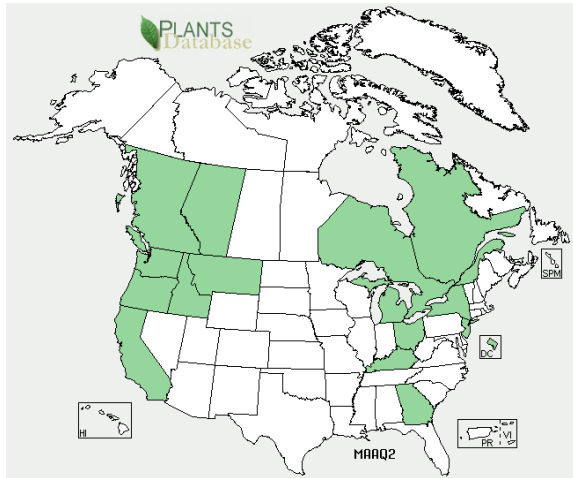 PLANTS
Database
SPM
DC
HI
PR
VI
MAAQ2